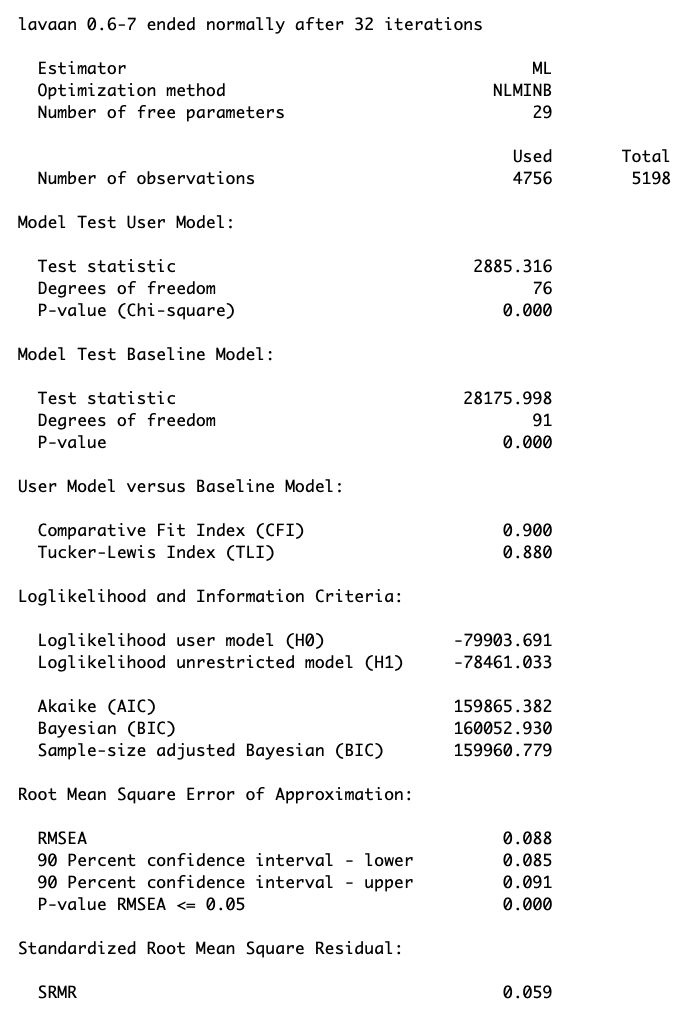 lavaan 0.6-7 ended normally after 32 iterations
Estimator ML
Optimization method NLMINB
Number of free parameters 29
Used Total
Number of observations 4756 5198
Model Test User Model:
Test statistic 2885.316
Degrees of freedom 76
P-value (Chi-square) 0.000
Model Test Baseline Model:
Test statistic 28175.998
Degrees of freedom 91
P-value 0.000
User Model versus Baseline Model:
Comparative Fit Index (CFI) 0.900
Tucker-Lewis Index (TLI) 0.880
Loglikelihood and Information Criteria:
Loglikelihood user model (H0) -79903.691
Loglikelihood unrestricted model (H1) -78461.033
Akaike (AIC) 159865.382
Bayesian (BIC) 160052.930
Sample-size adjusted Bayesian (BIC) 159960.779
Root Mean Square Error of Approximation:
RMSEA 0.088
90 Percent confidence interval - lower 0.085
90 Percent confidence interval - upper 0.091
P-value RMSEA <= 0.05 0.000
Standardized Root Mean Square Residual:
SRMR 0.059